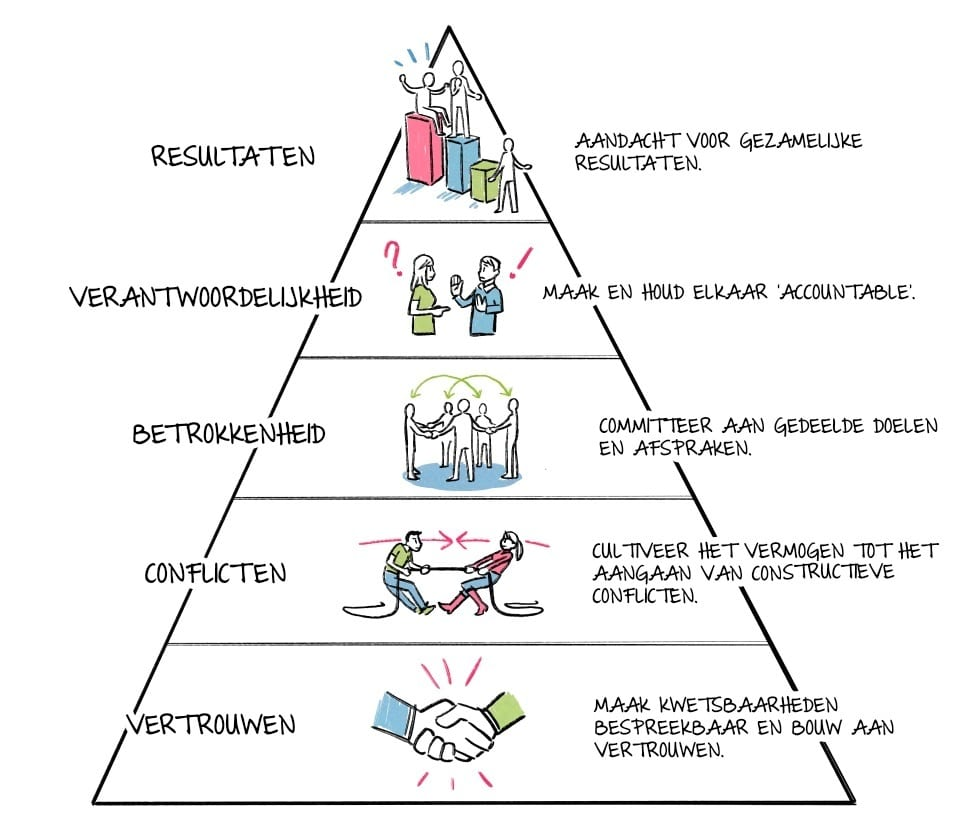 RESULTATEN
AANDACHT VOOR GEZAMELIJKE
RESULTATEN.
?
!
VERANTWOORDELIJKHEID
MAAK EN HOUD ELKAAR 'ACCOUNTABLE'.
BETROKKENHEID
COMMITTEER AAN GEDEELDE DOELEN
EN AFSPRAKEN.
CONFLICTEN
CULTIVEER HET VERMOGEN TOT HET
AANGAAN VAN CONSTRUCTIEVE
CONFLICTEN.
VERTROUWEN
MAAK KWETSBAARHEDEN
BESPREEKBAAR EN BOUW AAN
VERTROUWEN.